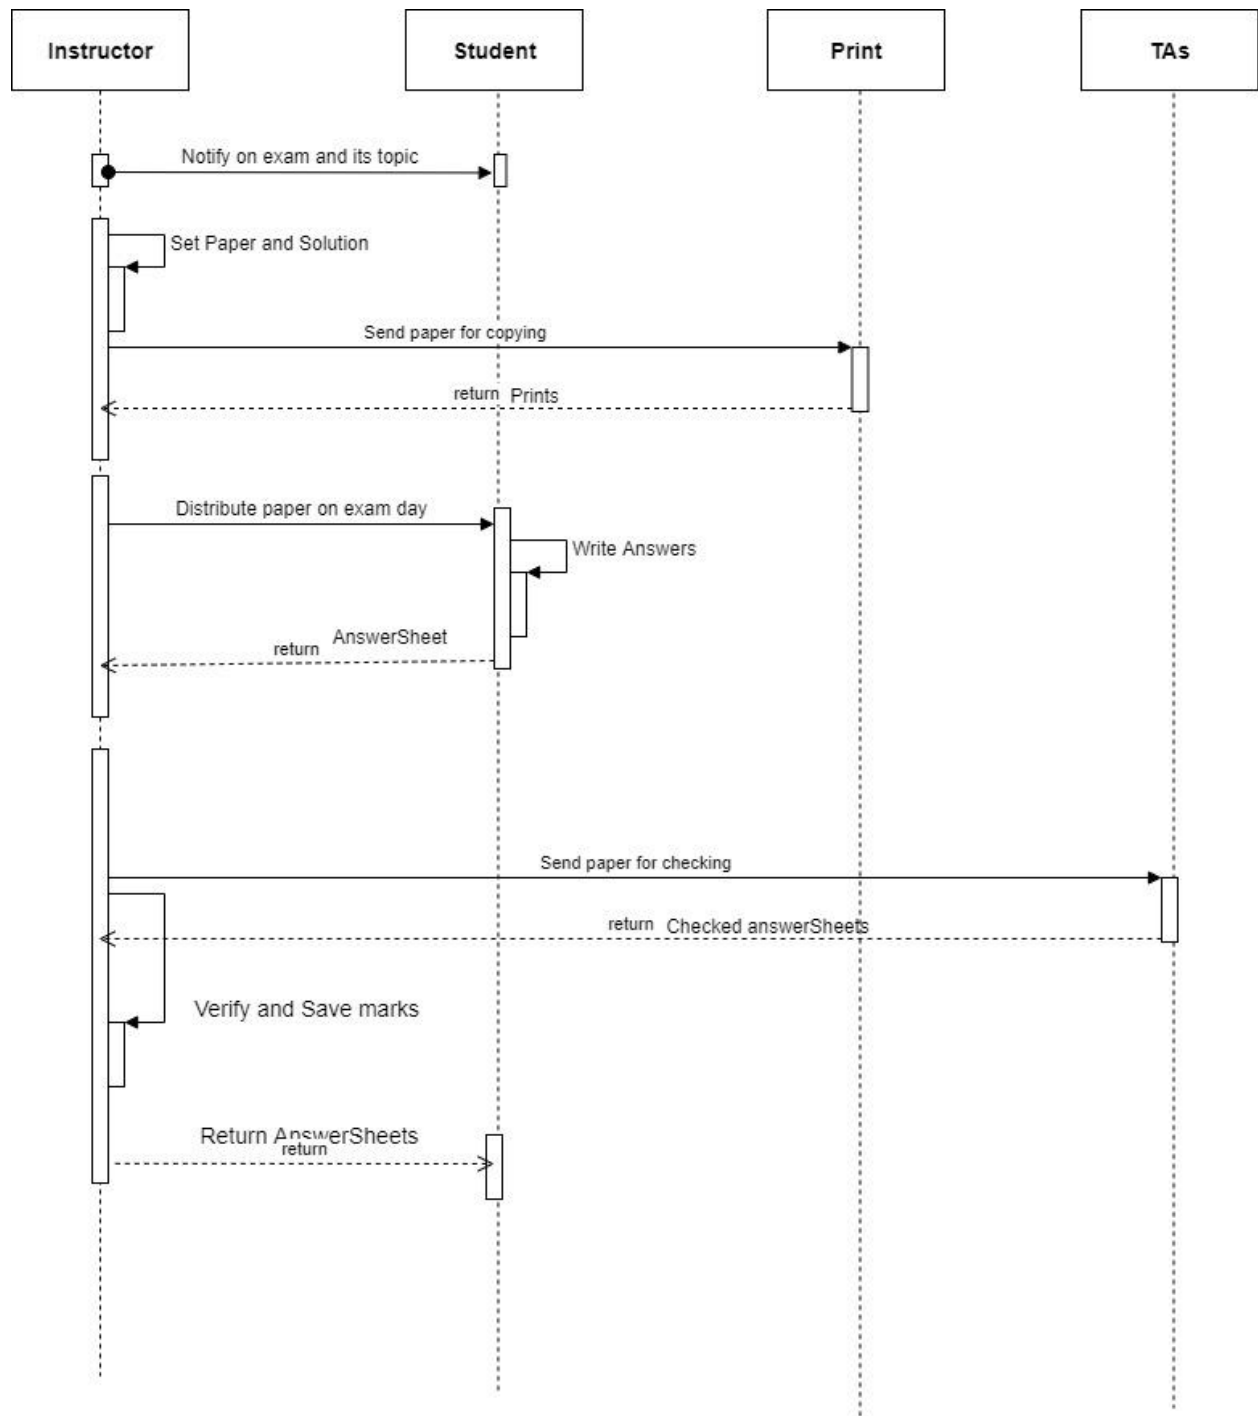 Instructor
Student
Print
TAs
Notify on exam and its topic
Set Paper and Solution
Send paper for copying
return Prints
Distribute paper on exam day
Write Answers
AnswerSheet
return
Send paper for checking
return Checked answerSheets
Verify and Save marks
Return AnswerSheets
return